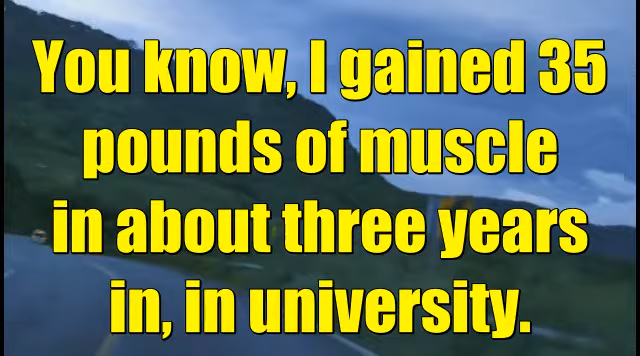 You know, I gained 35
pounds of muscle
in about three years
in, in university.